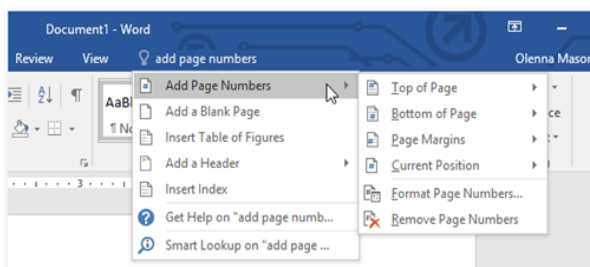 Document1 - Word
Review View add page numbers Olenna Mason
Add Page Numbers
Add a Blank Page
Insert Table of Figures
Add a Header
Insert Index
Get Help on "add page numb...
Smart Lookup on "add page ...
Top of Page
Bottom of Page
Page Margins
Current Position
Format Page Numbers...
Remove Page Numbers
AaBl
¶ No
ce
3